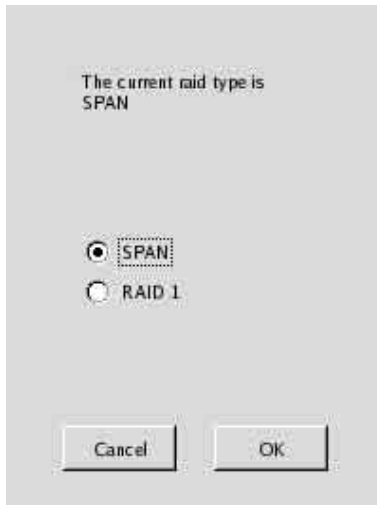 The current raid type is
SPAN
SPAN
RAID 1
Cancel
OK